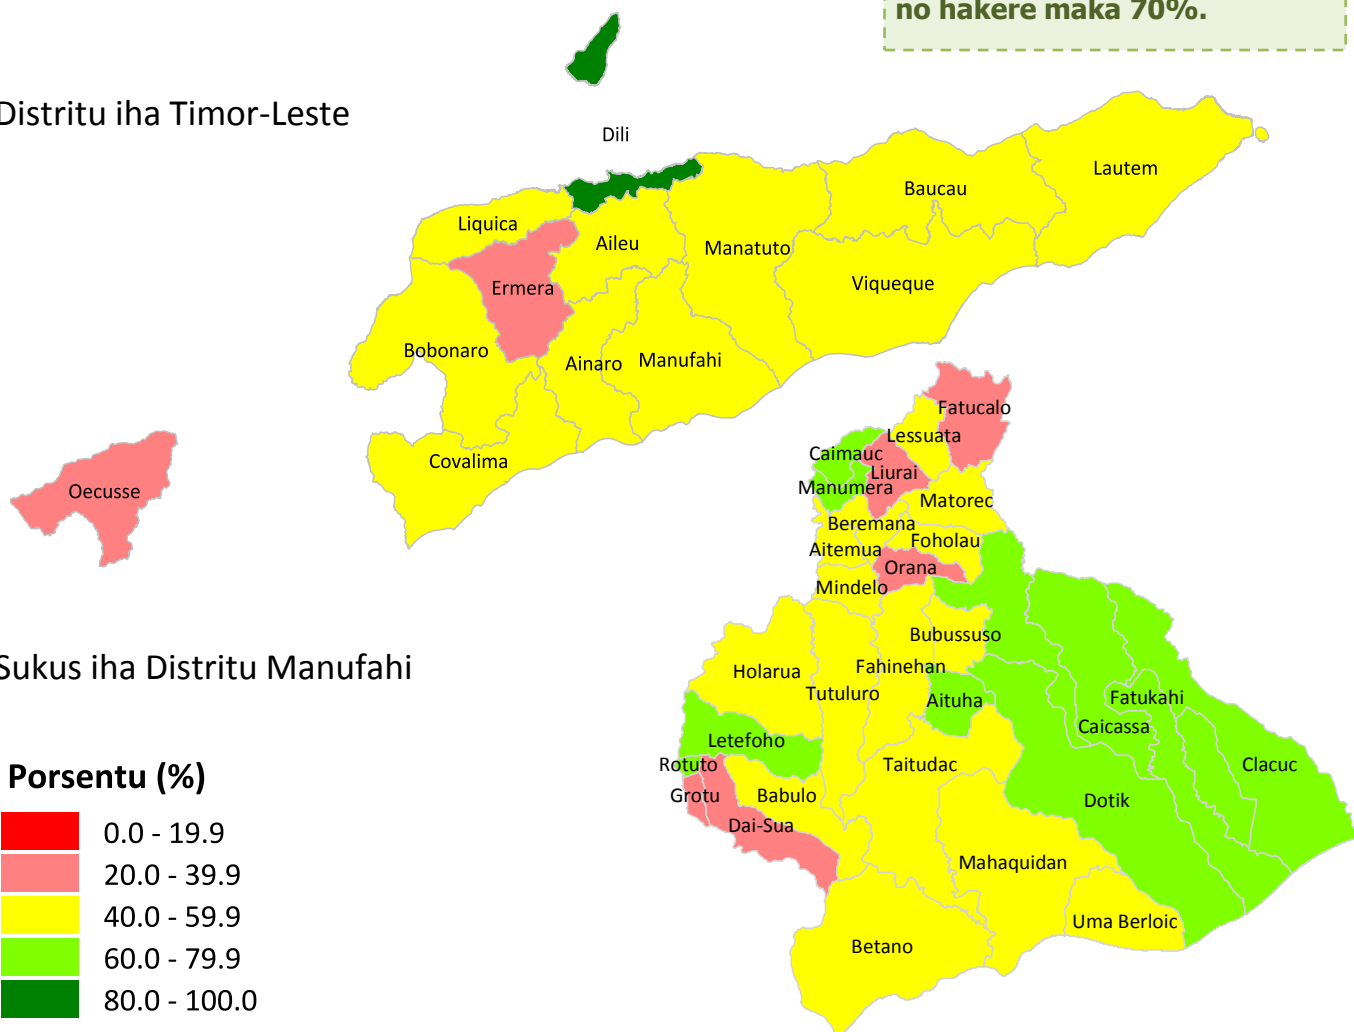 no hakere maka 70%.
Distritu iha Timor-Leste
Dili
Lautem
Baucau
Liquica
Aileu
Manatuto
Viqueque
Ermera
Bobonaro
Ainaro
Manufahi
Covalima
Oecusse
Fatucalo
Lessuata
Caimauc
Liurai
Manumera
Matorec
Beremana
Foholau
Aitemua
Orana
Mindelo
Bubussuso
Fahinehan
Holarua
Tutuluro
Aituha
Fatukahi
Caicassa
Letefoho
Rotuto
Taitudac
Clacuc
Grotu
Babulo
Dotik
Dai-Sua
Mahaquidan
Uma Berloic
Betano
Sukus iha Distritu Manufahi
Porsentu (%)
0.0 - 19.9
20.0 - 39.9
40.0 - 59.9
60.0 - 79.9
80.0 - 100.0